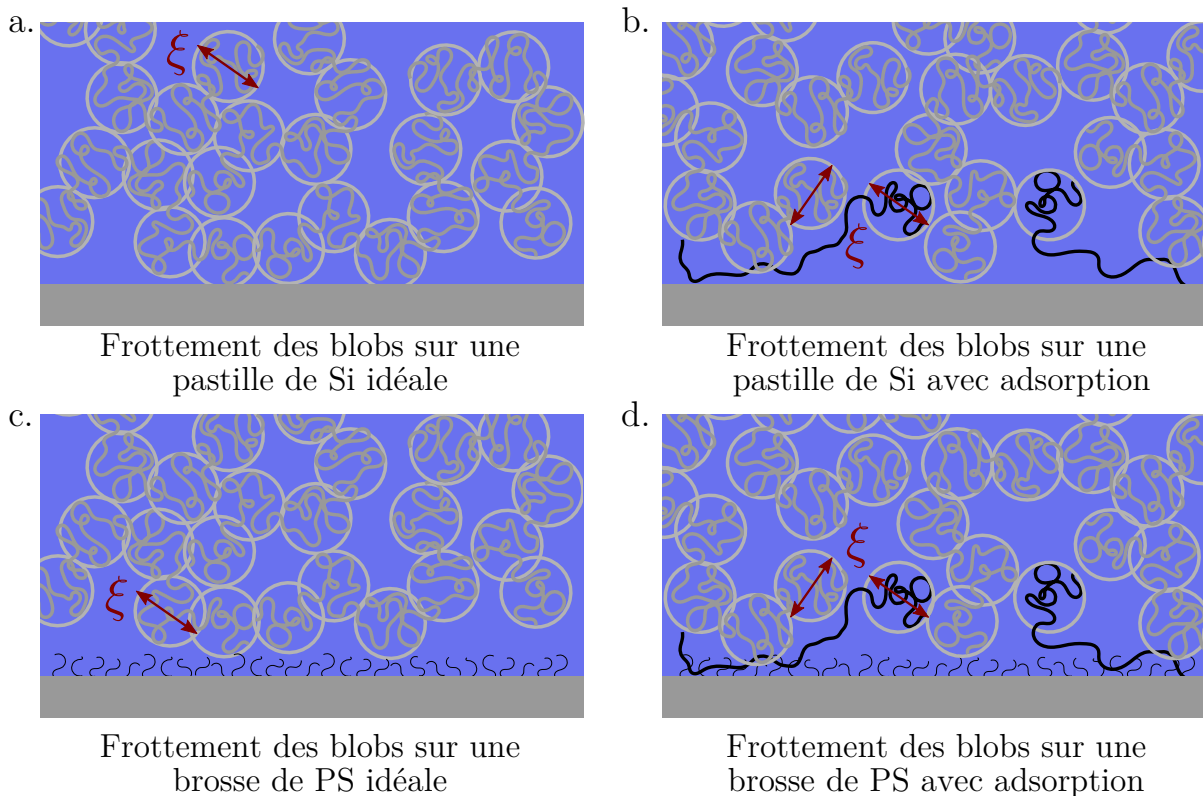 a.
ξ
Frottement des blobs sur une
pastille de Si idéale
b.
ξ
Frottement des blobs sur une
pastille de Si avec adsorption
c.
ξ
Frottement des blobs sur une
brosse de PS idéale
d.
ξ
Frottement des blobs sur une
brosse de PS avec adsorption